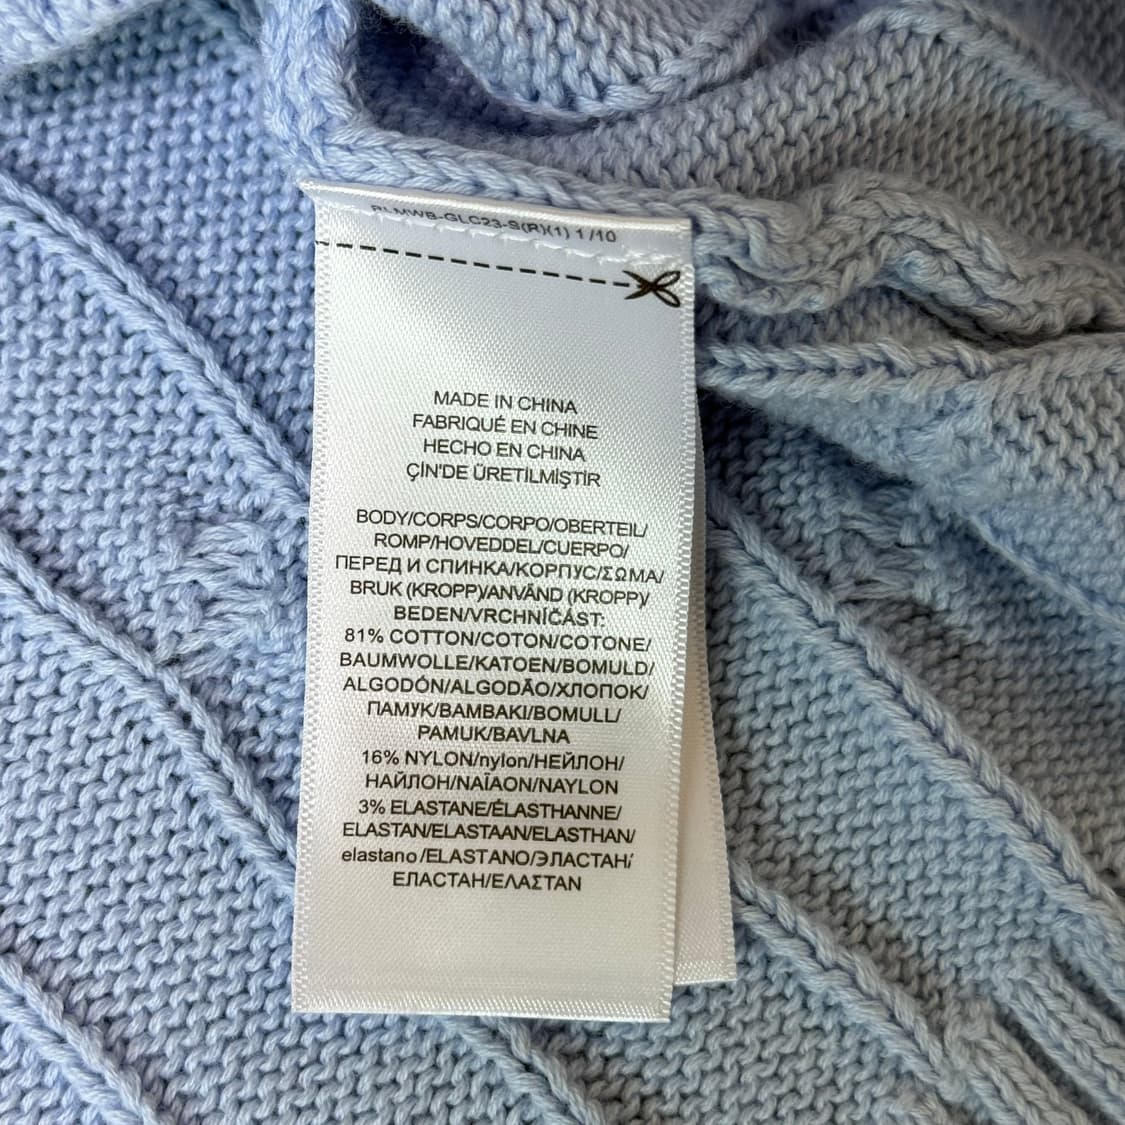 RLMWB-GLC23-S(R)(1) 1 /10
MADE IN CHINA
FABRIQUÉ EN CHINE
HECHO EN CHINA
ÇİN'DE ÜRETİLMİŞTİR
BODY/CORPS/CORPO/OBERTEIL/
ROMP/HOVEDDEL/CUERPO/
ПЕРЕД И СПИНКА/КОРПУС/ΣΩΜΑ/
BRUK (KROPP)/ANVÄND (KROPP)/
BEDEN/VRCHNÍČÁST:
81% COTTON/COTON/COTONE/
BAUMWOLLE/KATOEN/BOMULD/
ALGODÓN/ALGODÃO/ХЛОПОК/
ПАМУК/ΒΑΜΒΑΚΙ/BOMULL/
PAMUK/BAVLNA
16% NYLON/nylon/НЕЙЛОН/
НАЙЛОН/ΝΑΪΛΟΝ/NAYLON
3% ELASTANE/ÉLASTHANNE/
ELASTAN/ELASTAAN/ELASTHAN/
elastano/ELASTANO/ЭЛАСТАН/
ЕЛАСТАН/ΕΛΑΣΤΑΝ